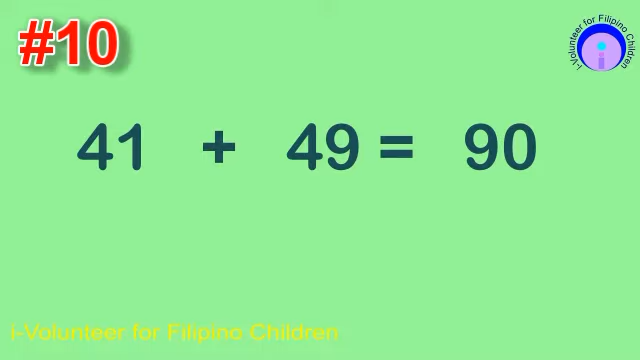 #10
i-Volunteer for Filipino Children
41 + 49 = 90
i-Volunteer for Filipino Children